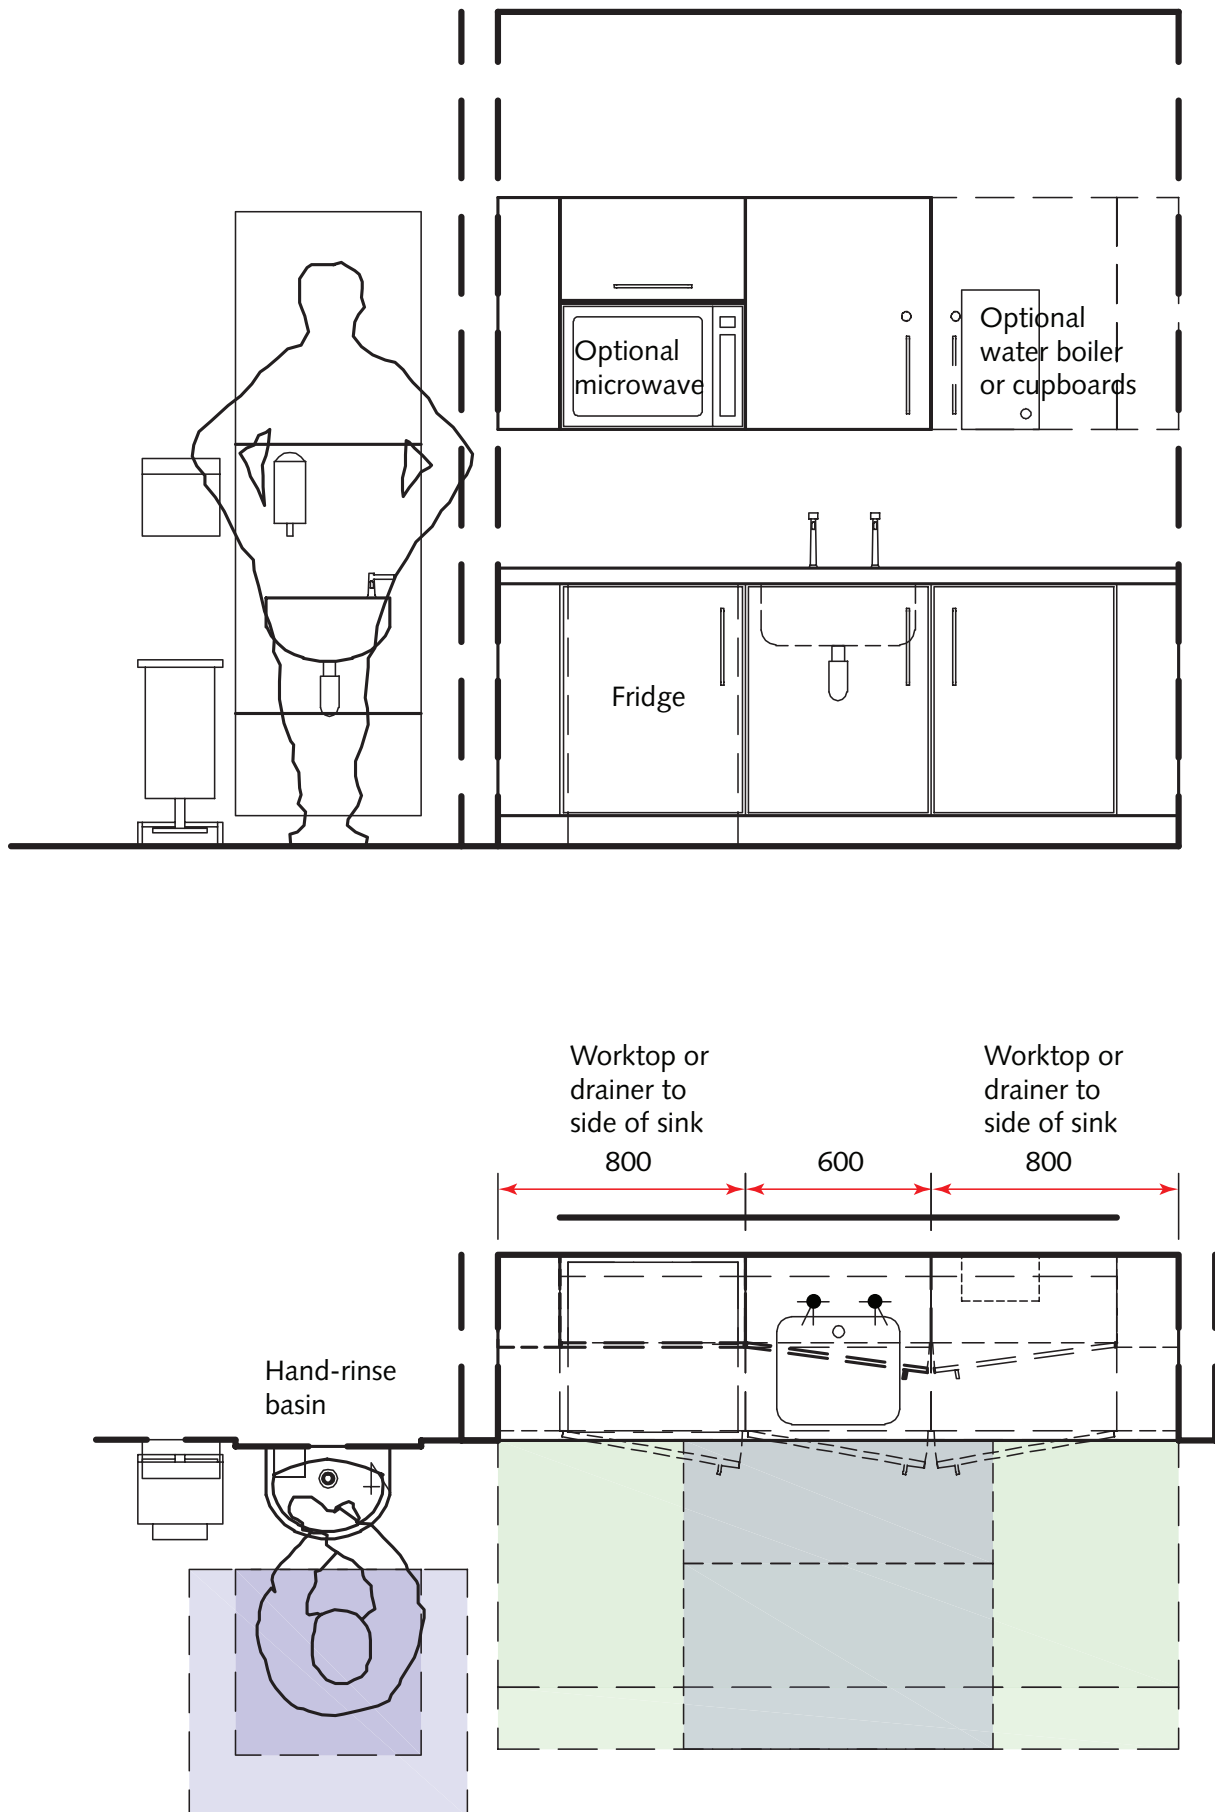 Optional
microwave
Optional
water boiler
or cupboards
Fridge
Worktop or
drainer to
side of sink
800
600
Worktop or
drainer to
side of sink
800
Hand-rinse
basin